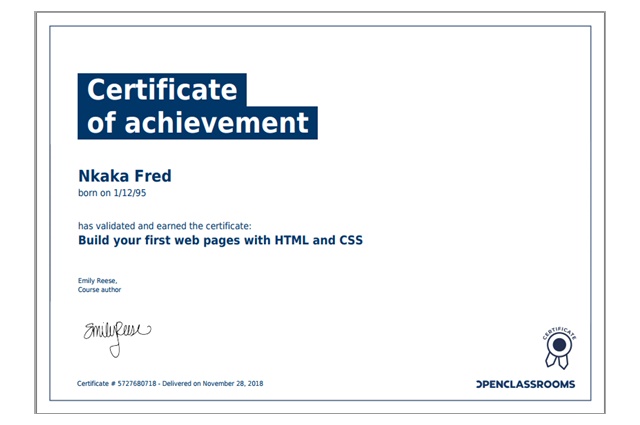 Certificate
of achievement
Nkaka Fred
born on 1/12/95
has validated and earned the certificate:
Build your first web pages with HTML and CSS
Emily Reese,
Course author
EmilyReese
CERTIFICATE
Certificate # 5727680718 - Delivered on November 28, 2018
OPENCLASSROOMS